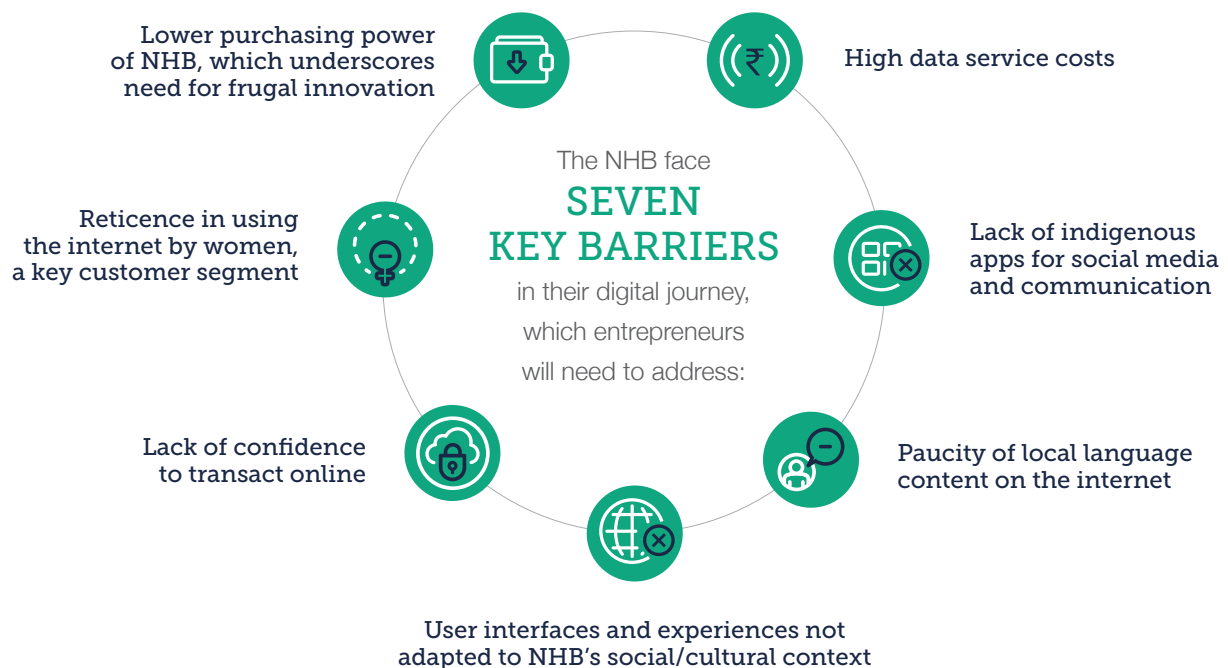 The NHB face
SEVEN
KEY BARRIERS
in their digital journey,
which entrepreneurs
will need to address:
₹
High data service costs
Lack of indigenous
apps for social media
and communication
Paucity of local language
content on the internet
User interfaces and experiences not
adapted to NHB's social/cultural context
Lack of confidence
to transact online
Reticence in using
the internet by women,
a key customer segment
Lower purchasing power
of NHB, which underscores
need for frugal innovation